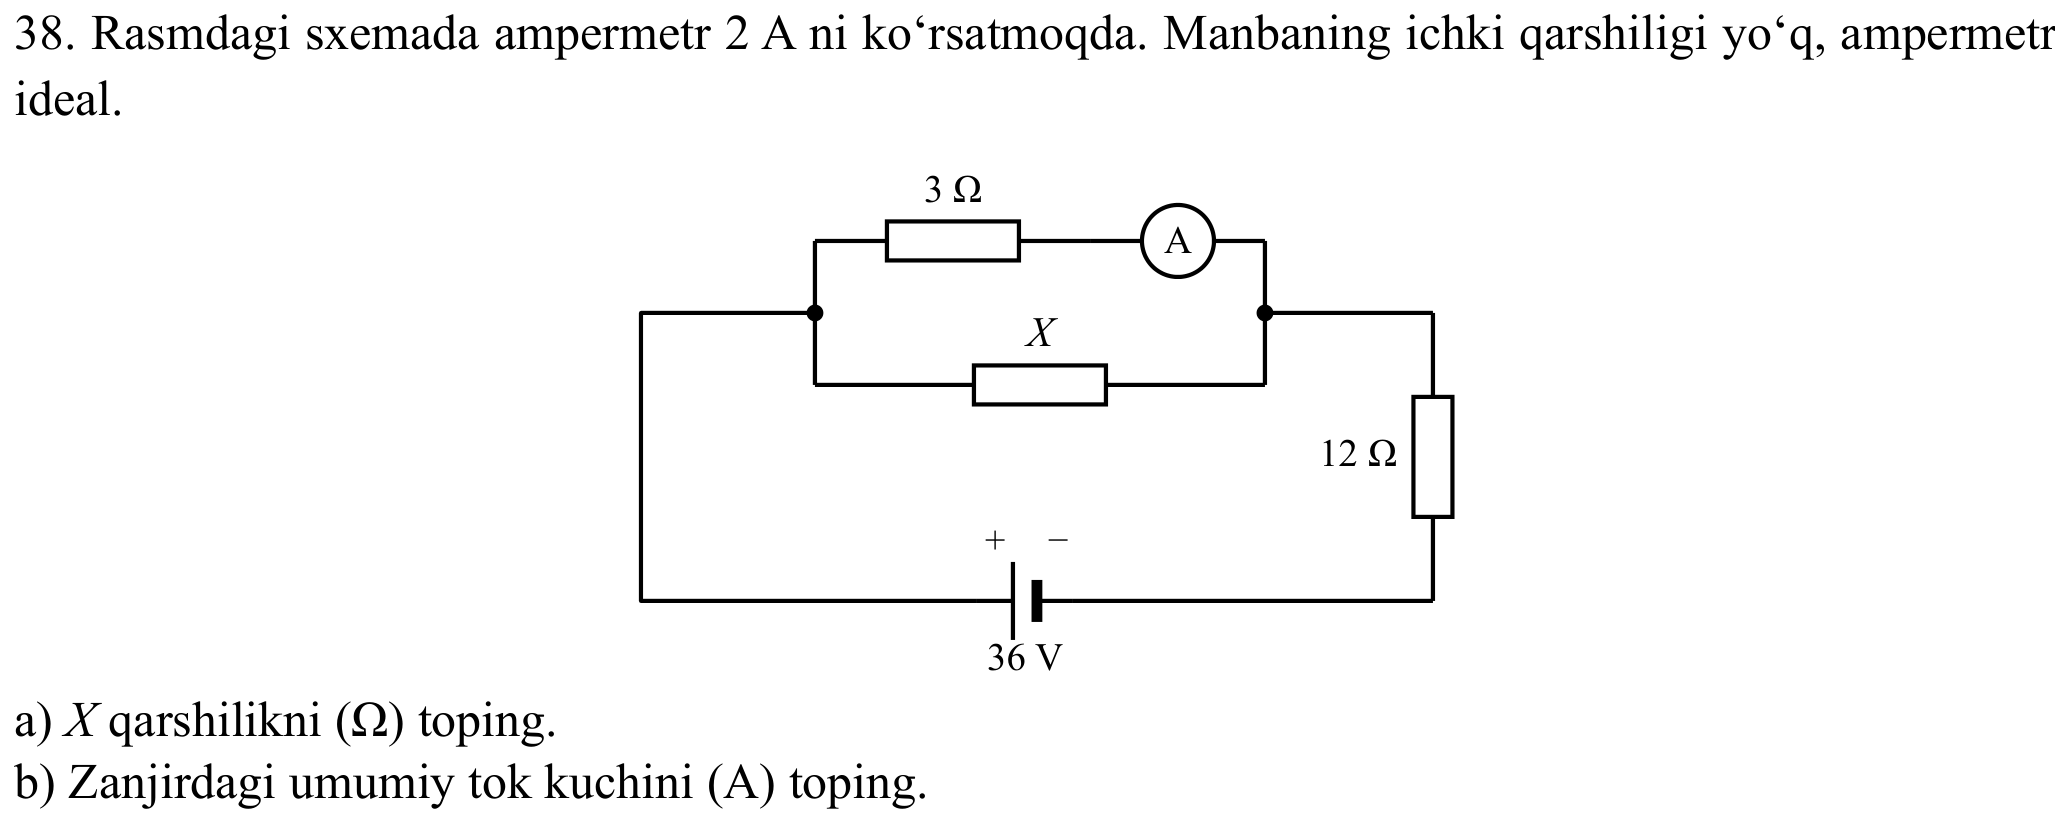 38. Rasmdagi sxemada ampermetr 2 A ni ko‘rsatmoqda. Manbaning ichki qarshiligi yo‘q, ampermetr
ideal.
3 Ω
A
X
12 Ω
+ −
36 V
a) X qarshilikni (Ω) toping.
b) Zanjirdagi umumiy tok kuchini (A) toping.